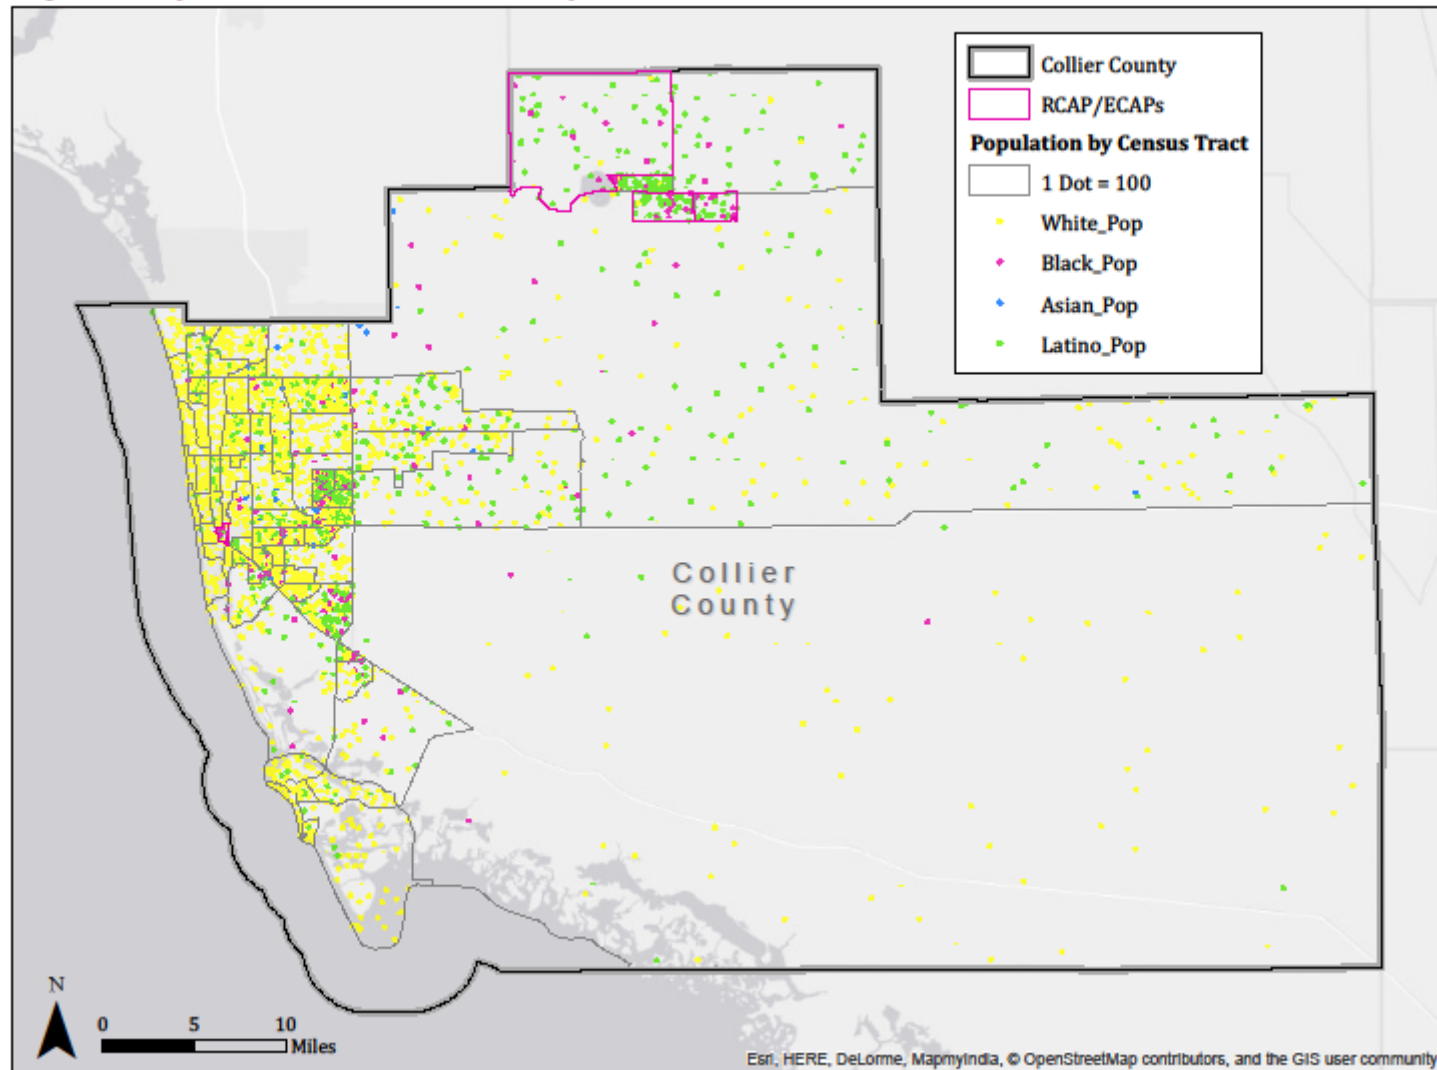 Collier County
RCAP/ECAPs
Population by Census Tract
1 Dot = 100
White_Pop
Black_Pop
Asian_Pop
Latino_Pop
Collier
County
N
0 5 10
Miles
Esri, HERE, DeLorme, MapmyIndia, © OpenStreetMap contributors, and the GIS user community